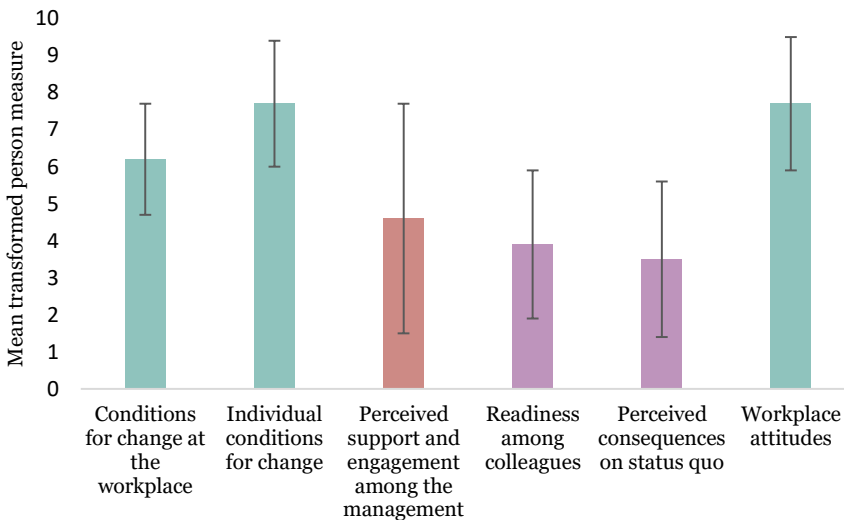 Mean transformed person measure
10
9
8
7
6
5
4
3
2
1
0
Conditions
for change at
the
workplace
Individual
conditions
for change
Perceived
support and
engagement
among the
management
Readiness
among
colleagues
Perceived
consequences
on status quo
Workplace
attitudes